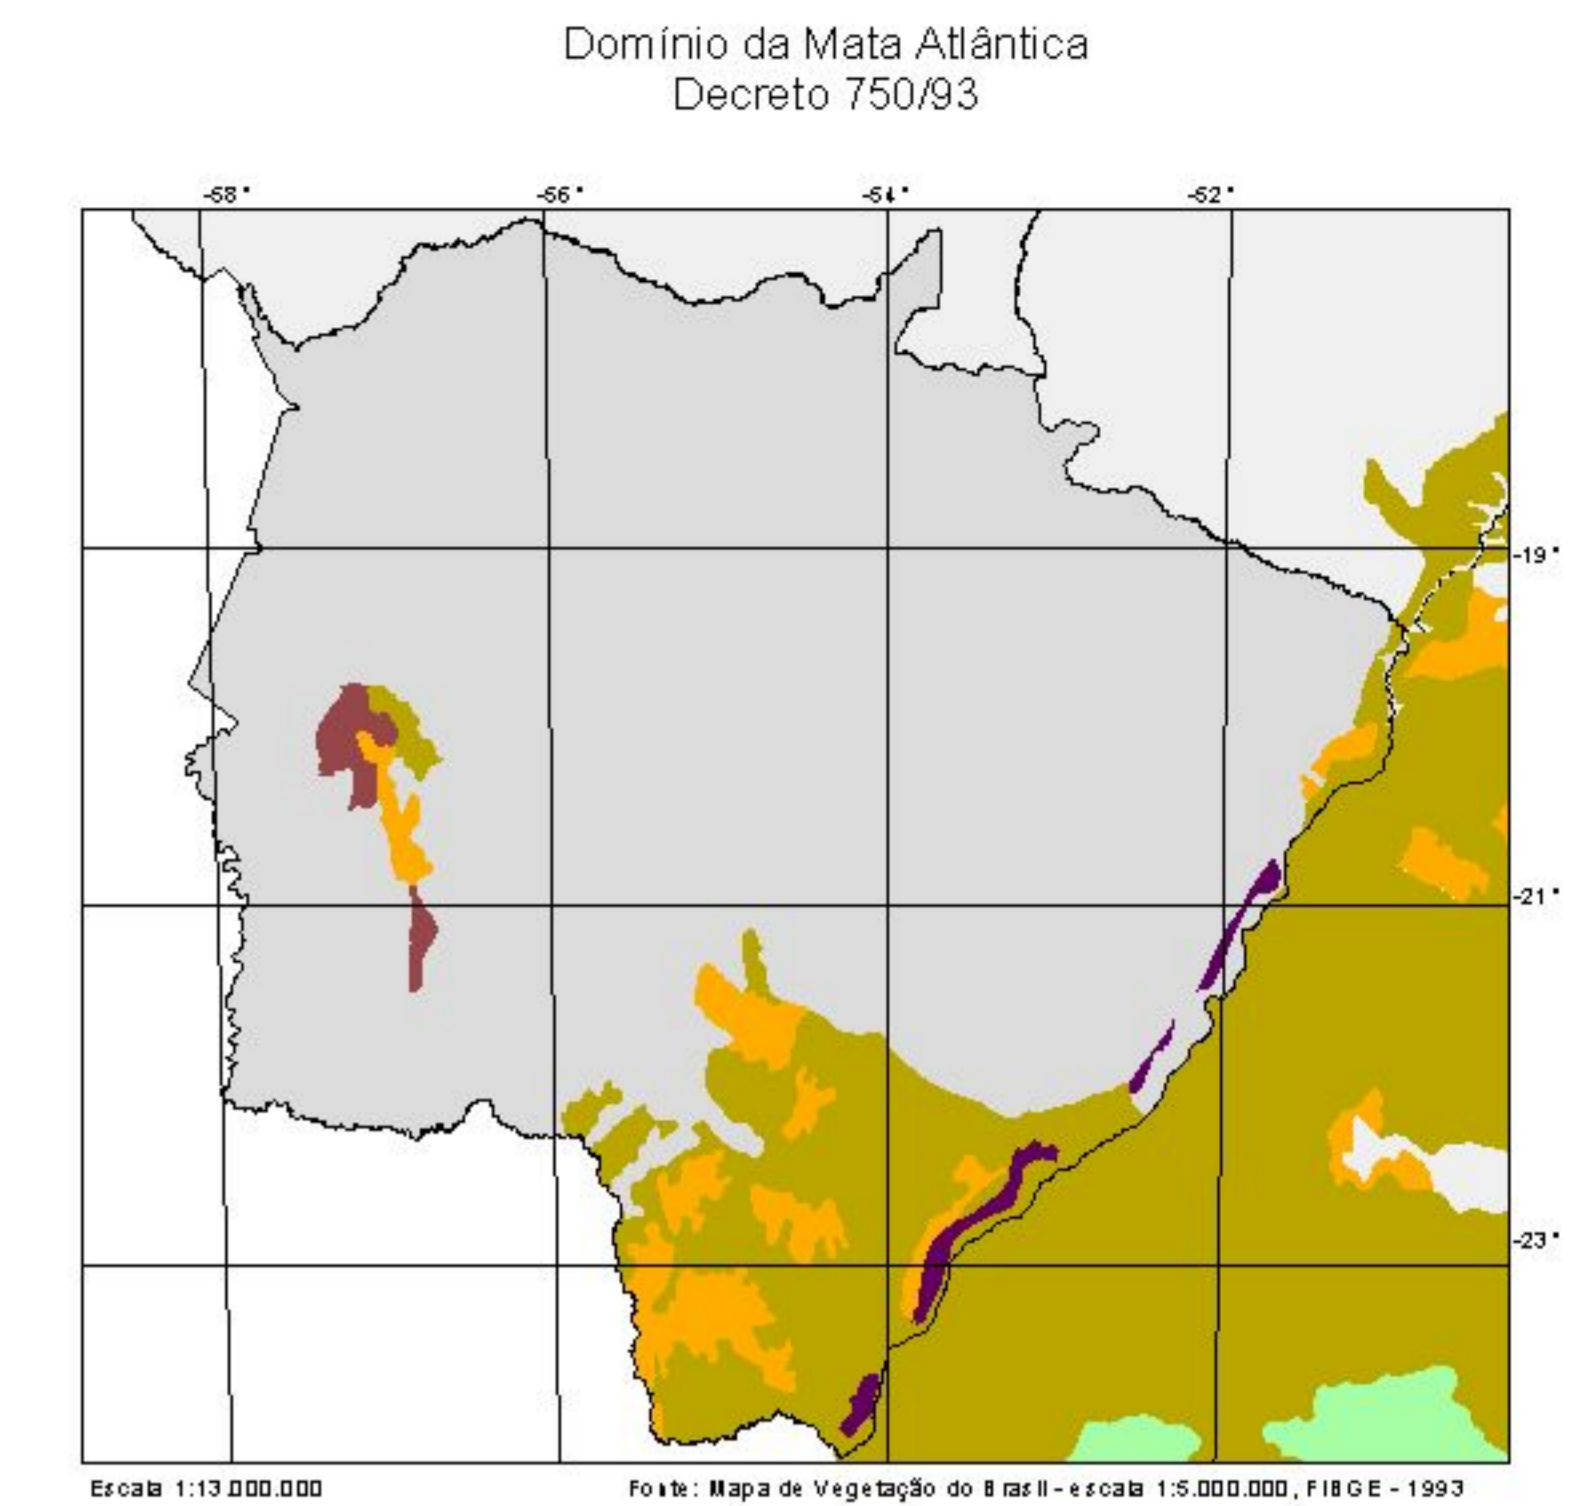 Domínio da Mata Atlântica
Decreto 750/93
-58° -56° -54° -52°
-19°
-21°
-23°
Escala 1:13.000.000
Fonte: Mapa de Vegetação do Brasil - escala 1:5.000.000, FIBGE - 1993